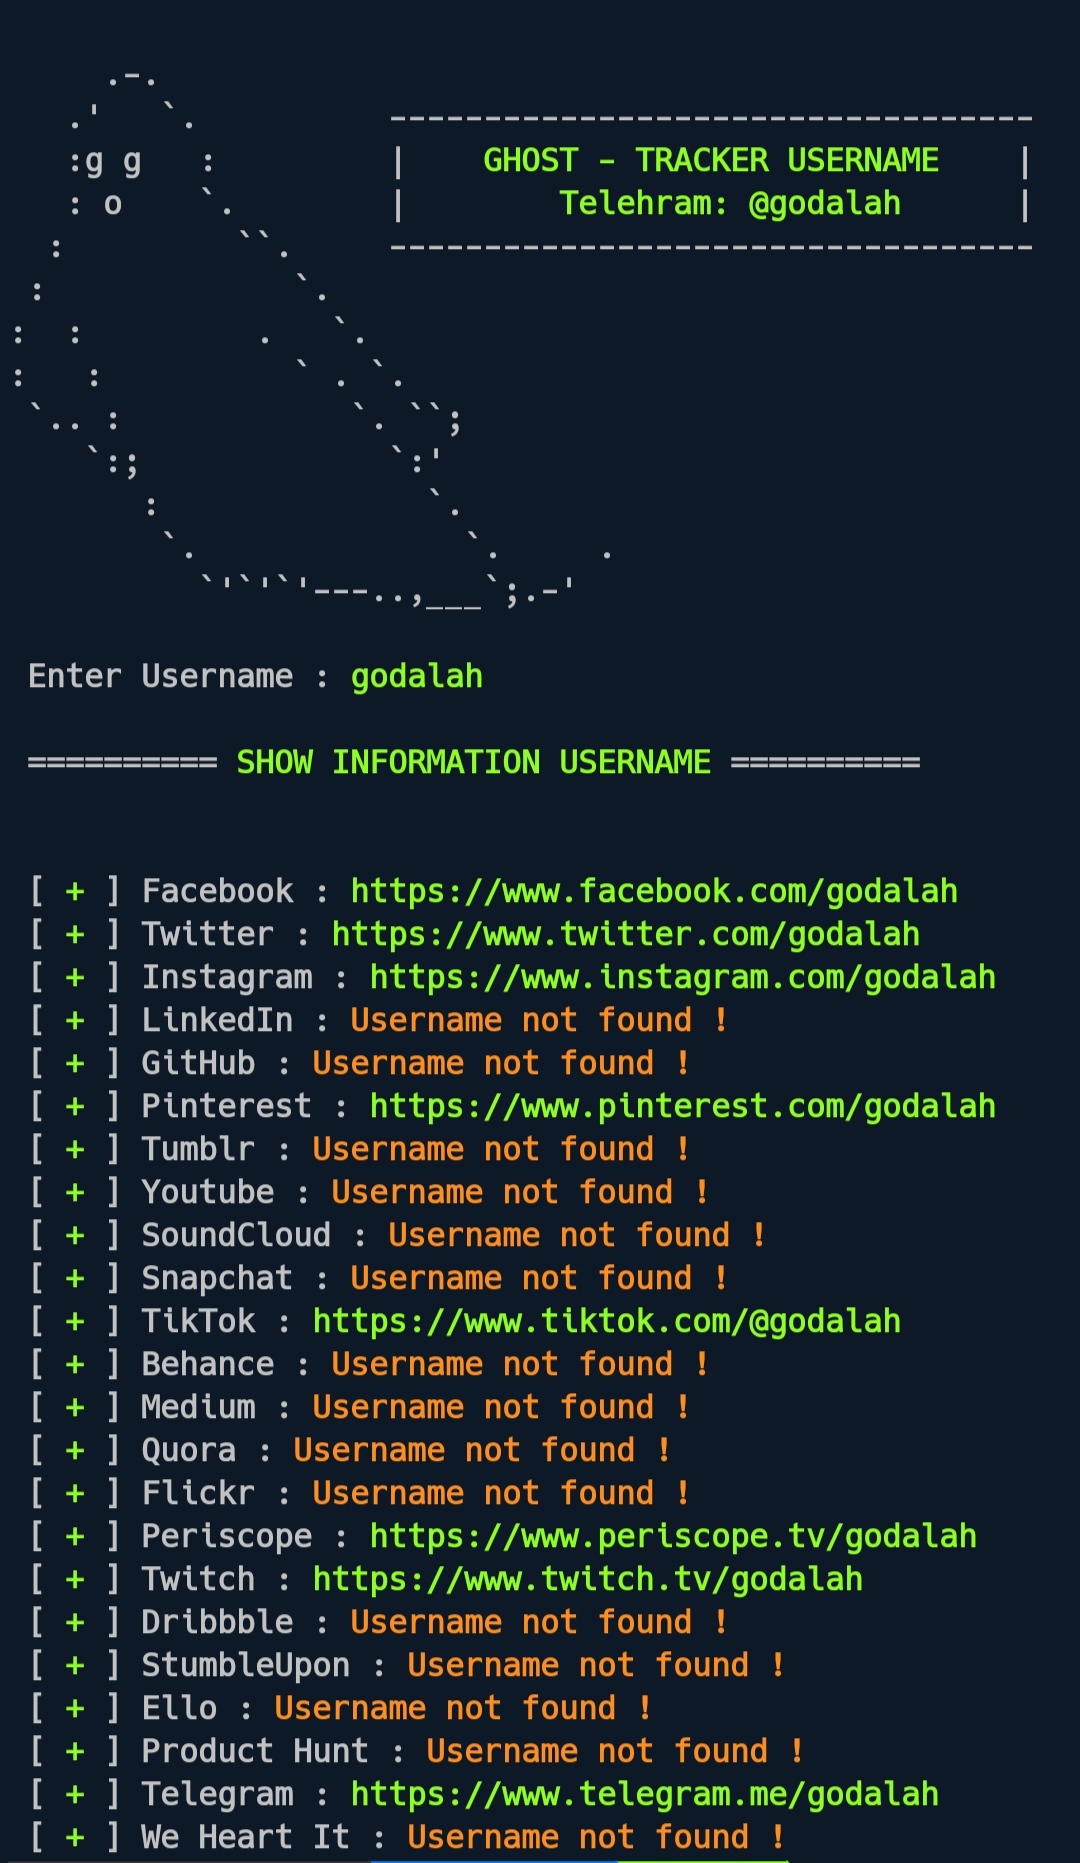 GHOST - TRACKER USERNAME
Telehram: @godalah
Enter Username : godalah
========== SHOW INFORMATION USERNAME ==========
[ + ] Facebook : https://www.facebook.com/godalah
[ + ] Twitter : https://www.twitter.com/godalah
[ + ] Instagram : https://www.instagram.com/godalah
[ + ] LinkedIn : Username not found !
[ + ] GitHub : Username not found !
[ + ] Pinterest : https://www.pinterest.com/godalah
[ + ] Tumblr : Username not found !
[ + ] Youtube : Username not found !
[ + ] SoundCloud : Username not found !
[ + ] Snapchat : Username not found !
[ + ] TikTok : https://www.tiktok.com/@godalah
[ + ] Behance : Username not found !
[ + ] Medium : Username not found !
[ + ] Quora : Username not found !
[ + ] Flickr : Username not found !
[ + ] Periscope : https://www.periscope.tv/godalah
[ + ] Twitch : https://www.twitch.tv/godalah
[ + ] Dribbble : Username not found !
[ + ] StumbleUpon : Username not found !
[ + ] Ello : Username not found !
[ + ] Product Hunt : Username not found !
[ + ] Telegram : https://www.telegram.me/godalah
[ + ] We Heart It : Username not found !